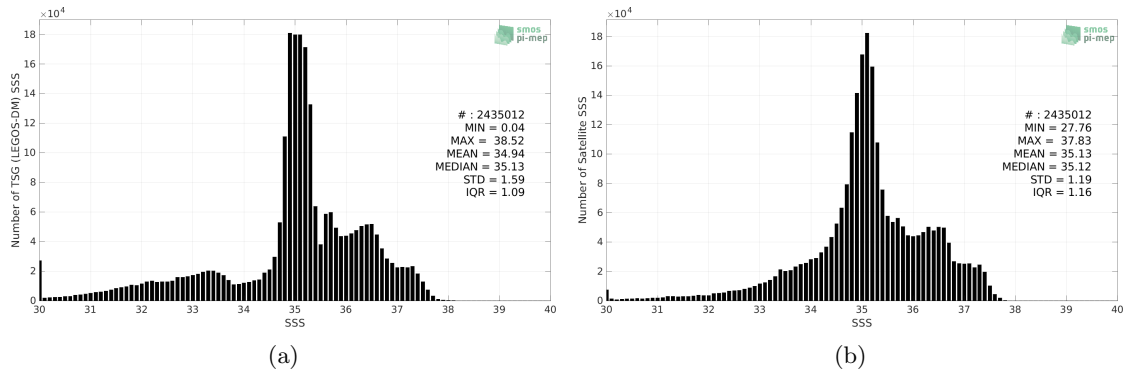 ×10⁴
18
16
14
12
10
8
6
4
2
0
Number of TSG (LEGOS-DM) SSS
smos
pi-mep
# : 2435012
MIN = 0.04
MAX = 38.52
MEAN = 34.94
MEDIAN = 35.13
STD = 1.59
IQR = 1.09
30 31 32 33 34 35 36 37 38 39 40
SSS
(a)
×10⁴
18
16
14
12
10
8
6
4
2
0
Number of Satellite SSS
smos
pi-mep
# : 2435012
MIN = 27.76
MAX = 37.83
MEAN = 35.13
MEDIAN = 35.12
STD = 1.19
IQR = 1.16
30 31 32 33 34 35 36 37 38 39 40
SSS
(b)